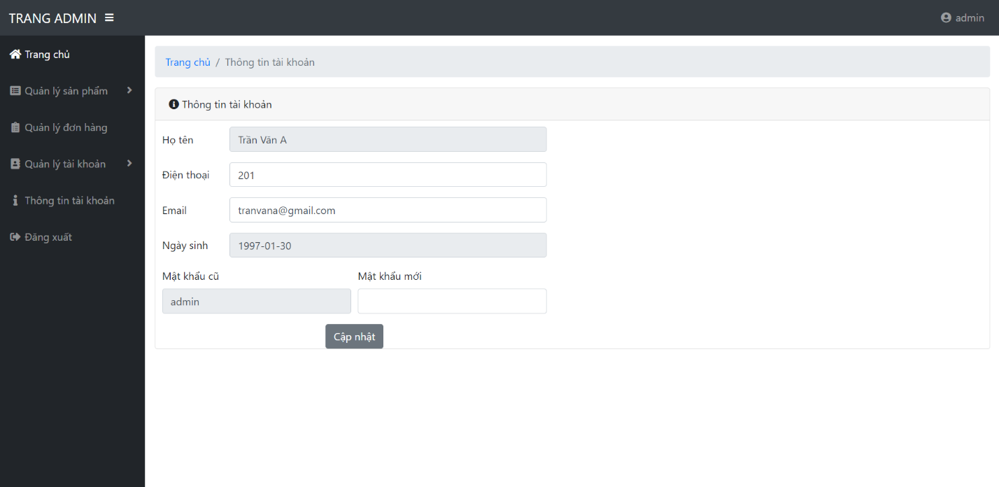 TRANG ADMIN
admin
Trang chủ
Quản lý sản phẩm
Quản lý đơn hàng
Quản lý tài khoản
Thông tin tài khoản
Đăng xuất
Trang chủ / Thông tin tài khoản
Thông tin tài khoản
Họ tên Trần Văn A
Điện thoại 201
Email tranvana@gmail.com
Ngày sinh 1997-01-30
Mật khẩu cũ Mật khẩu mới
admin
Cập nhật